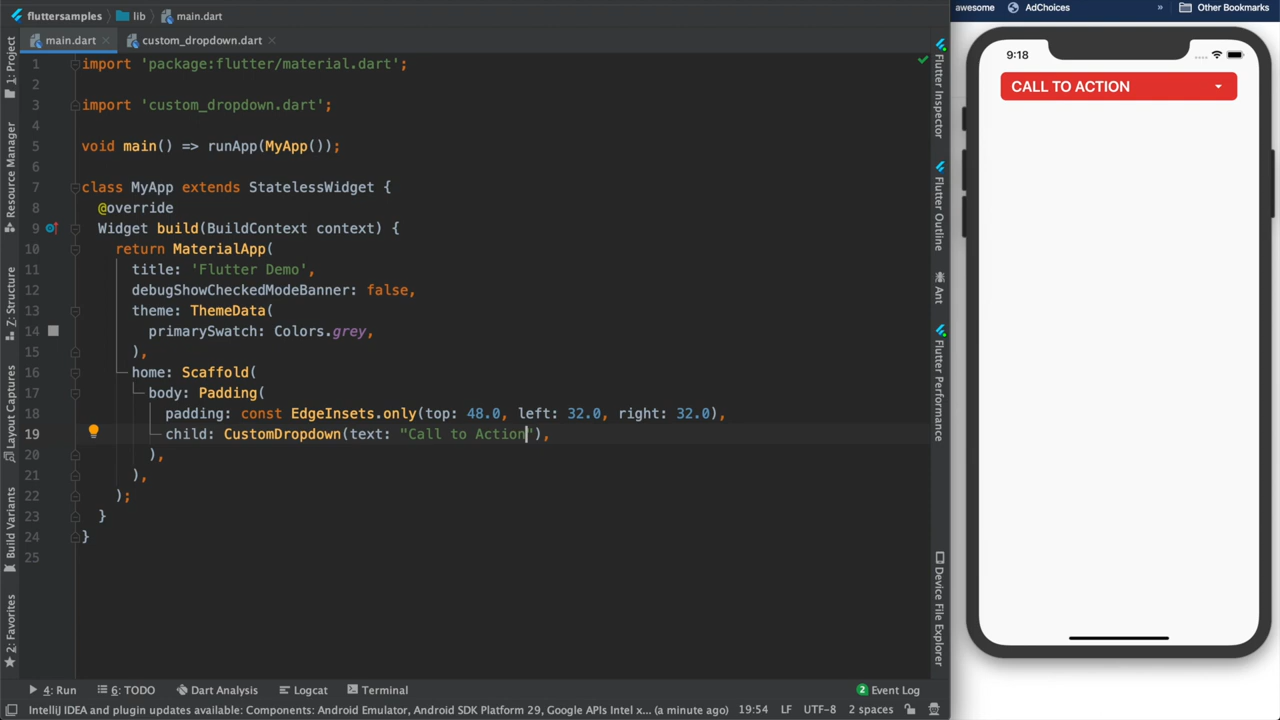 fluttersamples lib main.dart
main.dart custom_dropdown.dart
1 import 'package:flutter/material.dart';
2
3 import 'custom_dropdown.dart';
4
5 void main() => runApp(MyApp());
6
7 class MyApp extends StatelessWidget {
8 @override
9 Widget build(BuildContext context) {
10 return MaterialApp(
11 title: 'Flutter Demo',
12 debugShowCheckedModeBanner: false,
13 theme: ThemeData(
14 primarySwatch: Colors.grey,
15 ),
16 home: Scaffold(
17 body: Padding(
18 padding: const EdgeInsets.only(top: 48.0, left: 32.0, right: 32.0),
19 child: CustomDropdown(text: "Call to Action"),
20 ),
21 ),
22 );
23 }
24 }
25
1: Project
Resource Manager
Z: Structure
Layout Captures
Build Variants
2: Favorites
Flutter Inspector
Flutter Outline
Ant
Flutter Performance
Device File Explorer
4: Run 6: TODO Dart Analysis Logcat Terminal 2 Event Log
IntelliJ IDEA and plugin updates available: Components: Android Emulator, Android SDK Platform 29, Google APIs Intel x... (a minute ago) 19:54 LF UTF-8 2 spaces
awesome AdChoices » Other Bookmarks
9:18
CALL TO ACTION